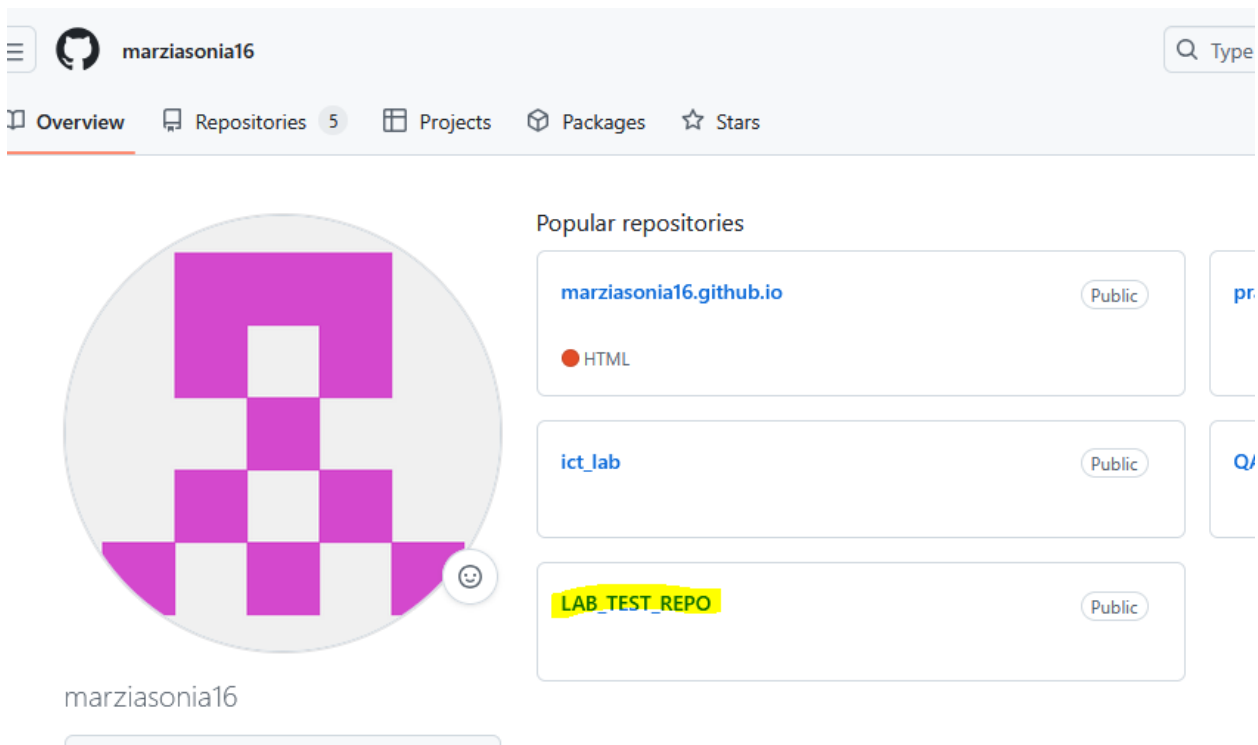 marziasonia16
Type
Overview
Repositories 5
Projects
Packages
Stars
Popular repositories
marziasonia16.github.io
Public
HTML
ict_lab
Public
LAB_TEST_REPO
Public
marziasonia16